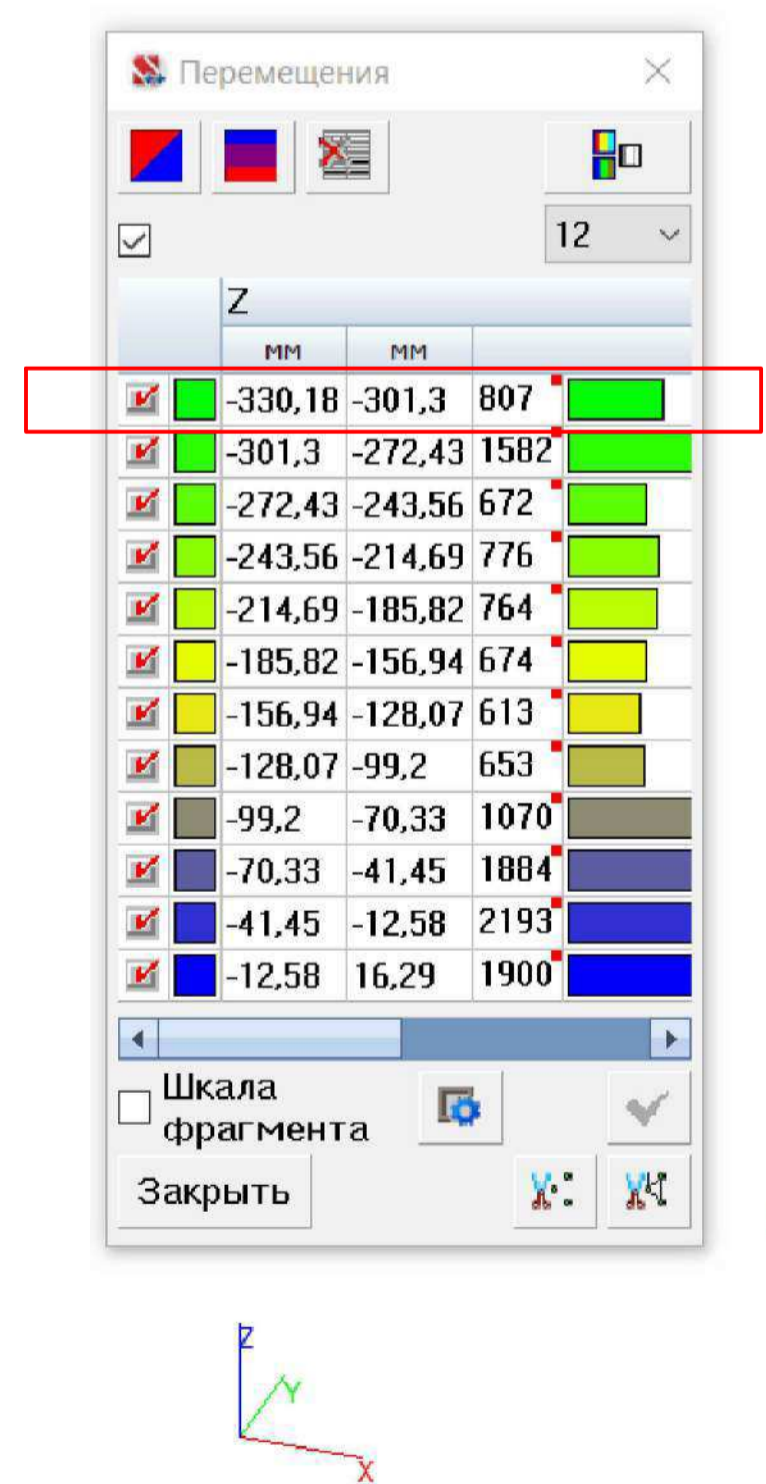 Перемещения
12
Z
мм мм
-330,18 -301,3 807
-301,3 -272,43 1582
-272,43 -243,56 672
-243,56 -214,69 776
-214,69 -185,82 764
-185,82 -156,94 674
-156,94 -128,07 613
-128,07 -99,2 653
-99,2 -70,33 1070
-70,33 -41,45 1884
-41,45 -12,58 2193
-12,58 16,29 1900
Шкала
фрагмента
Закрыть
Z
Y
X